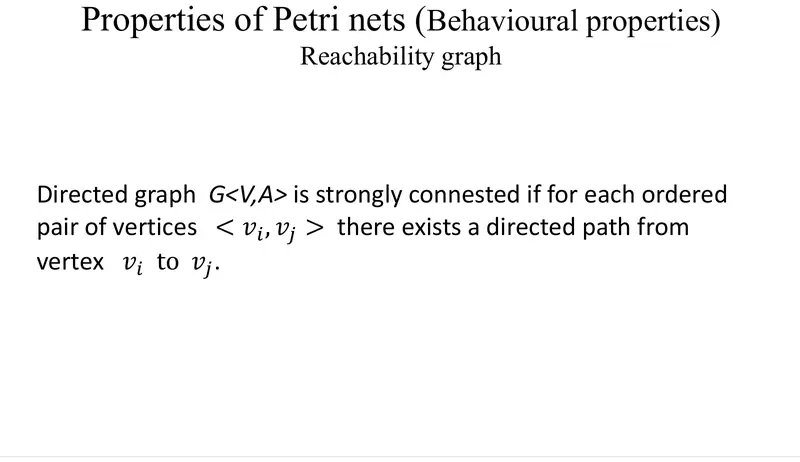 Properties of Petri nets (Behavioural properties)
Reachability graph
Directed graph G<V,A> is strongly connested if for each ordered
pair of vertices < 𝑣ᵢ, 𝑣ⱼ > there exists a directed path from
vertex 𝑣ᵢ to 𝑣ⱼ.